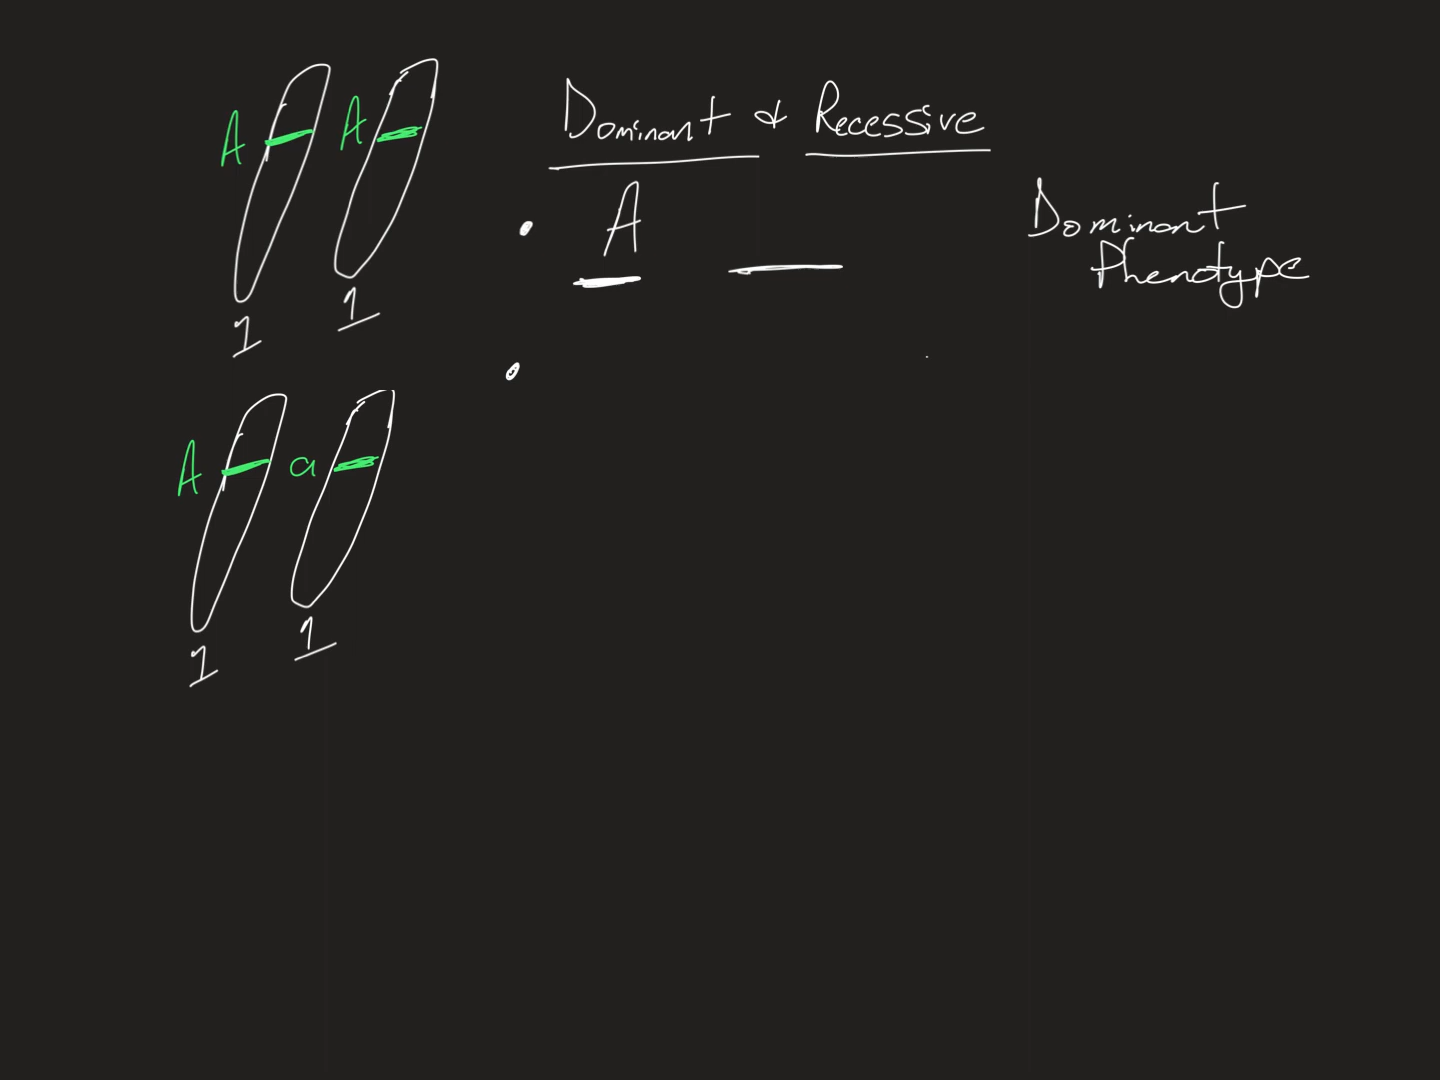 A A
1 1
Dominant & Recessive
A
Dominant
Phenotype
A a
1 1